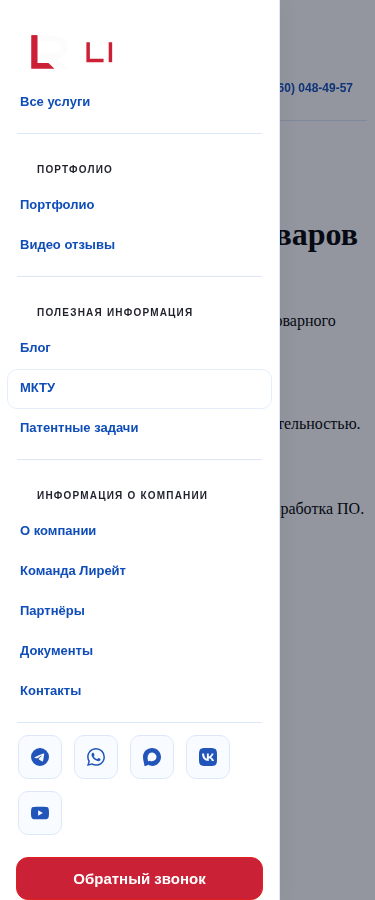 LI
Все услуги
60) 048-49-57
ПОРТФОЛИО
Портфолио
варов
Видео отзывы
ПОЛЕЗНАЯ ИНФОРМАЦИЯ
оварного
Блог
МКТУ
Патентные задачи
тельностью.
ИНФОРМАЦИЯ О КОМПАНИИ
работка ПО.
О компании
Команда Лирейт
Партнёры
Документы
Контакты
Обратный звонок